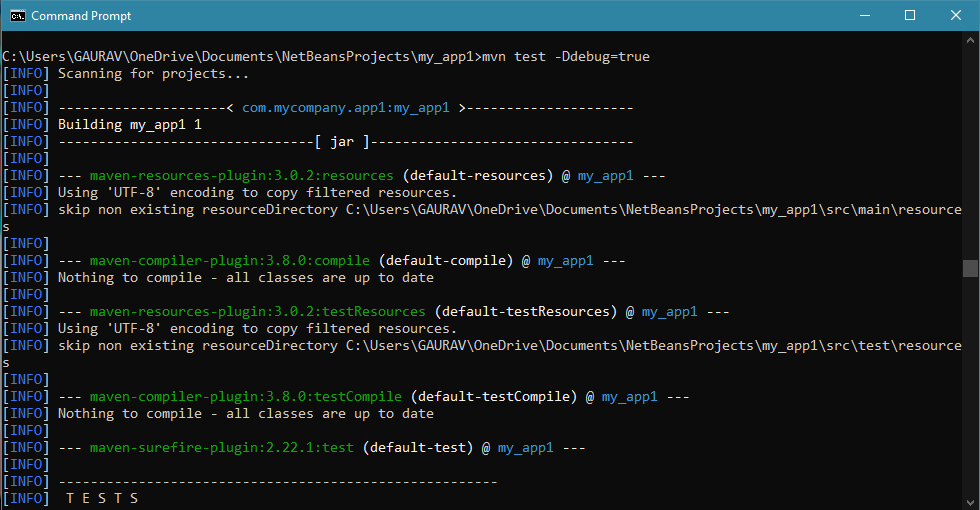 Command Prompt
C:\Users\GAURAV\OneDrive\Documents\NetBeansProjects\my_app1>mvn test -Ddebug=true
[INFO] Scanning for projects...
[INFO]
[INFO] ---------------------< com.mycompany.app1:my_app1 >---------------------
[INFO] Building my_app1 1
[INFO] --------------------------------[ jar ]---------------------------------
[INFO]
[INFO] --- maven-resources-plugin:3.0.2:resources (default-resources) @ my_app1 ---
[INFO] Using 'UTF-8' encoding to copy filtered resources.
[INFO] skip non existing resourceDirectory C:\Users\GAURAV\OneDrive\Documents\NetBeansProjects\my_app1\src\main\resource
s
[INFO]
[INFO] --- maven-compiler-plugin:3.8.0:compile (default-compile) @ my_app1 ---
[INFO] Nothing to compile - all classes are up to date
[INFO]
[INFO] --- maven-resources-plugin:3.0.2:testResources (default-testResources) @ my_app1 ---
[INFO] Using 'UTF-8' encoding to copy filtered resources.
[INFO] skip non existing resourceDirectory C:\Users\GAURAV\OneDrive\Documents\NetBeansProjects\my_app1\src\test\resource
s
[INFO]
[INFO] --- maven-compiler-plugin:3.8.0:testCompile (default-testCompile) @ my_app1 ---
[INFO] Nothing to compile - all classes are up to date
[INFO]
[INFO] --- maven-surefire-plugin:2.22.1:test (default-test) @ my_app1 ---
[INFO]
[INFO] -------------------------------------------------------
[INFO]  T E S T S